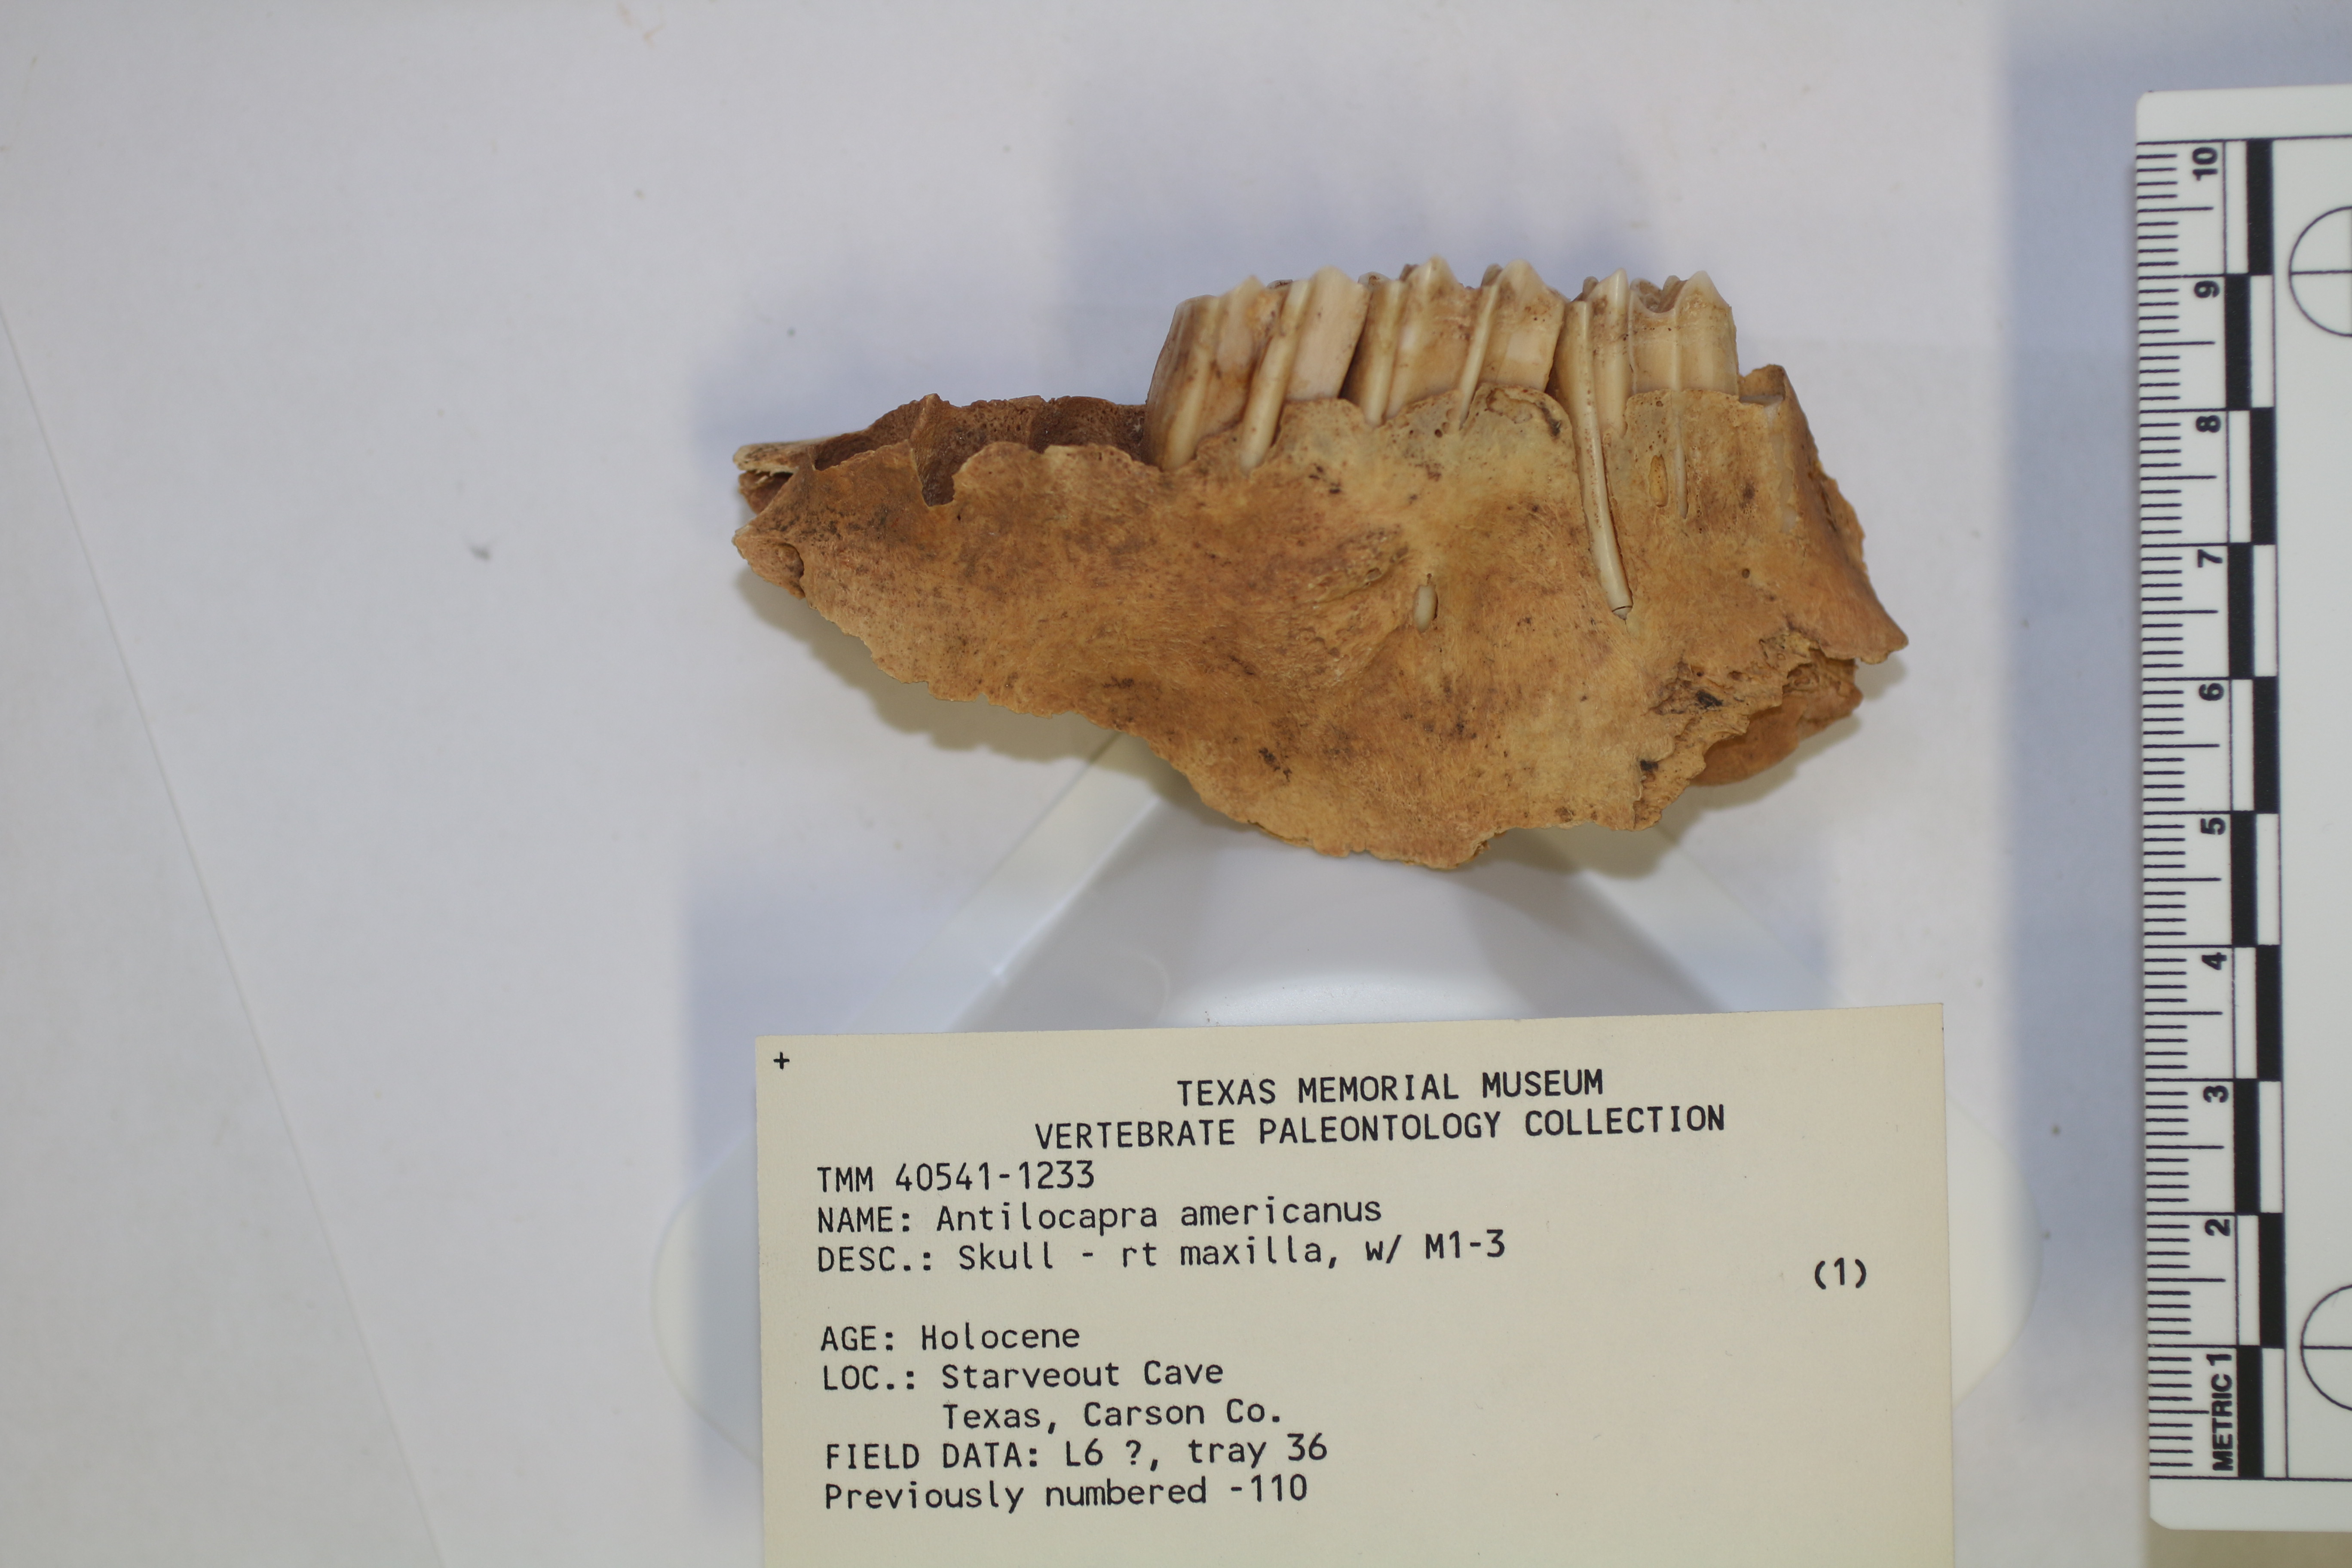 +
TEXAS MEMORIAL MUSEUM
VERTEBRATE PALEONTOLOGY COLLECTION
TMM 40541-1233
NAME: Antilocapra americanus
DESC.: Skull - rt maxilla, w/ M1-3
(1)
AGE: Holocene
LOC.: Starveout Cave
Texas, Carson Co.
FIELD DATA: L6 ?, tray 36
Previously numbered -110
10
9
8
7
6
5
4
3
2
METRIC 1